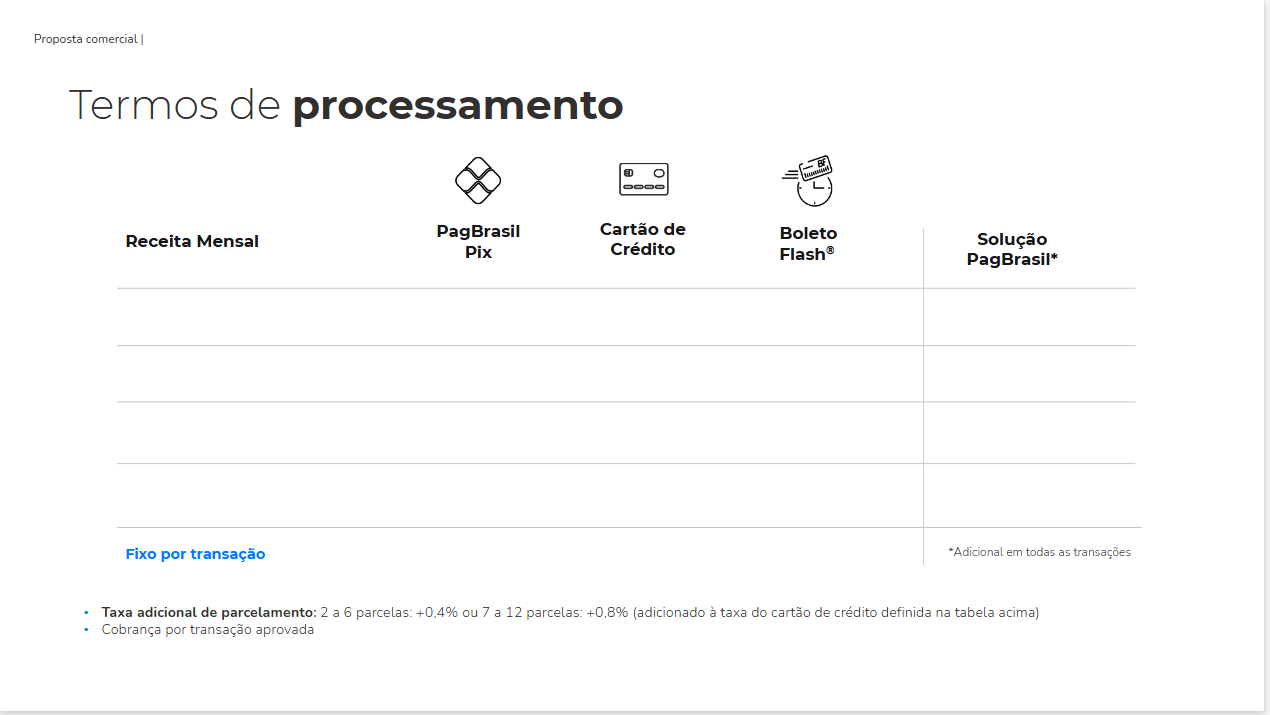 Proposta comercial |
Termos de processamento
BF
Receita Mensal
PagBrasil
Pix
Cartão de
Crédito
Boleto
Flash®
Solução
PagBrasil*
Fixo por transação
*Adicional em todas as transações
• Taxa adicional de parcelamento: 2 a 6 parcelas: +0,4% ou 7 a 12 parcelas: +0,8% (adicionado à taxa do cartão de crédito definida na tabela acima)
• Cobrança por transação aprovada